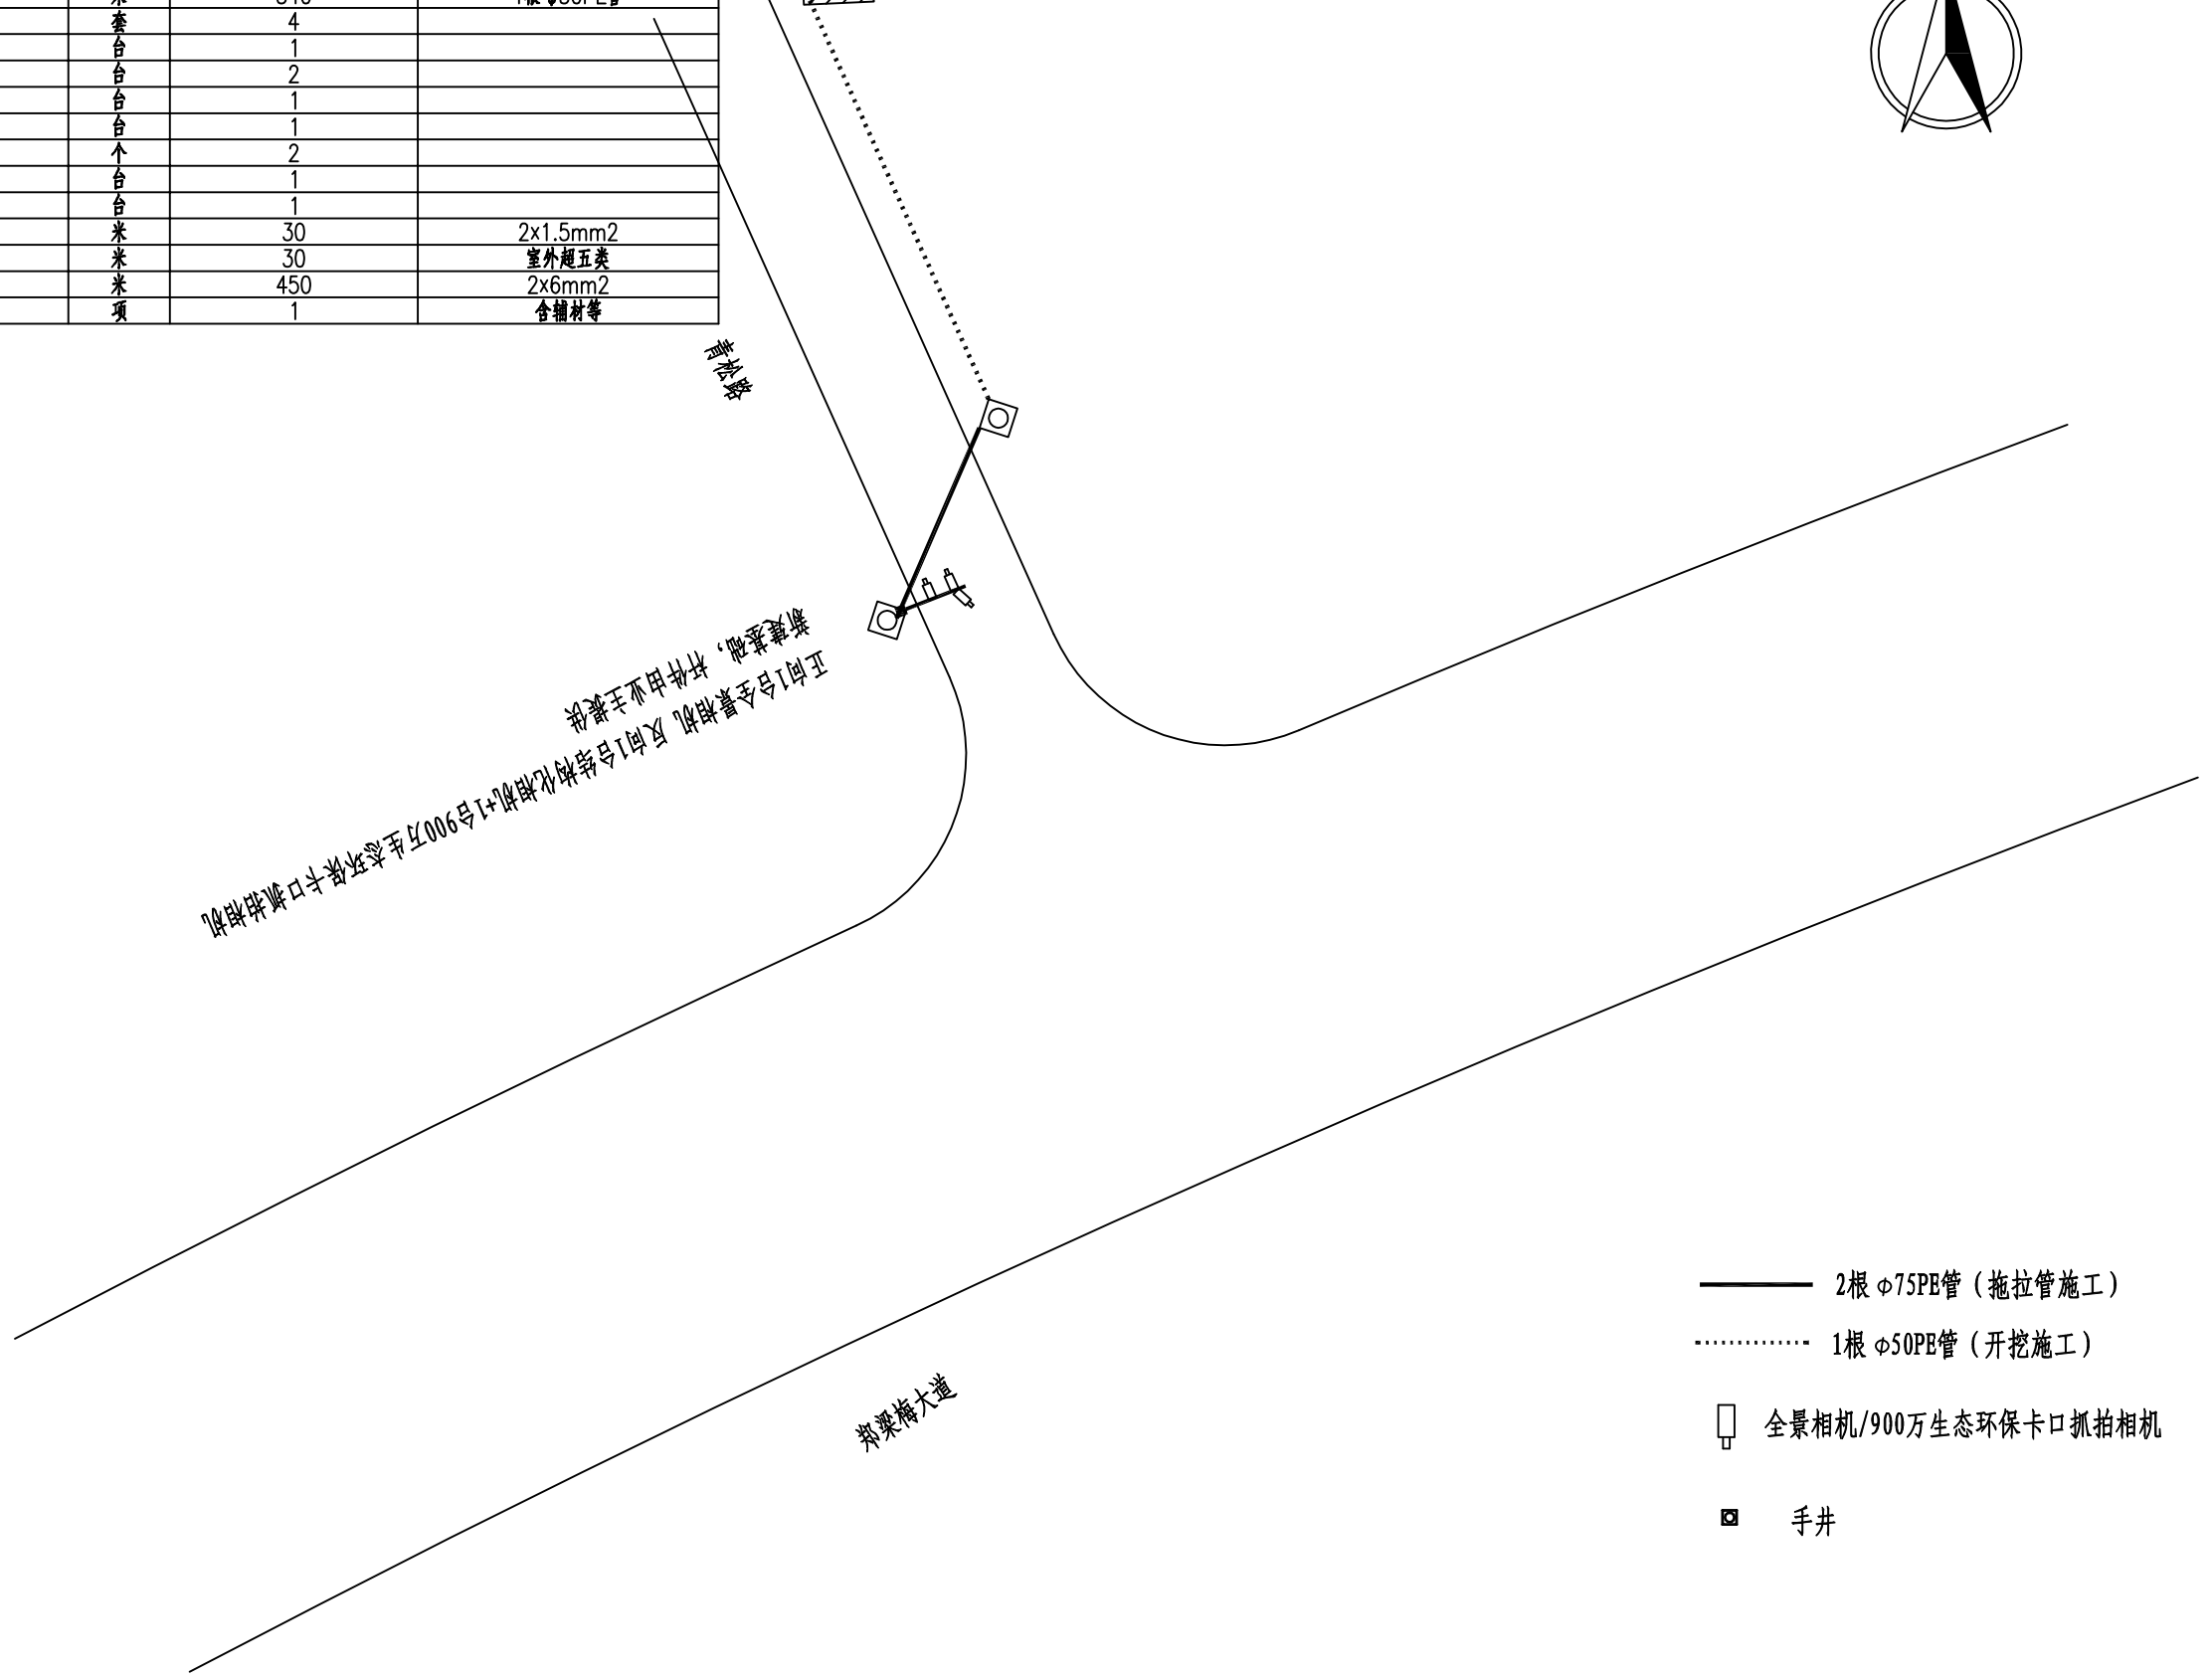 套 4
台 1
台 2
台 1
台 1
个 2
台 1
台 1
米 30 2x1.5mm2
米 30 室外超五类
米 450 2x6mm2
项 1 含辅材等
青松路
新建基础，杆件由业主提供
正向1台全景相机 反向1台结构化相机+1台900万生态环保卡口抓拍相机
郑梁梅大道
2根φ75PE管（拖拉管施工）
1根φ50PE管（开挖施工）
全景相机/900万生态环保卡口抓拍相机
手井